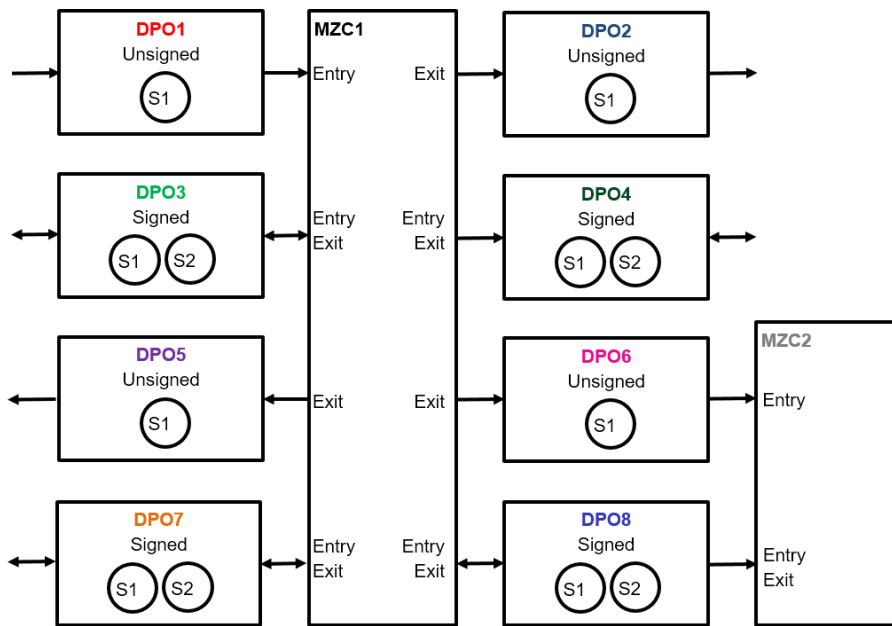 DPO1
Unsigned
S1
MZC1
Entry
Exit
DPO2
Unsigned
S1
DPO3
Signed
S1 S2
Entry
Exit
Entry
Exit
DPO4
Signed
S1 S2
DPO5
Unsigned
S1
Exit
Exit
DPO6
Unsigned
S1
MZC2
Entry
DPO7
Signed
S1 S2
Entry
Exit
Entry
Exit
DPO8
Signed
S1 S2
Entry
Exit